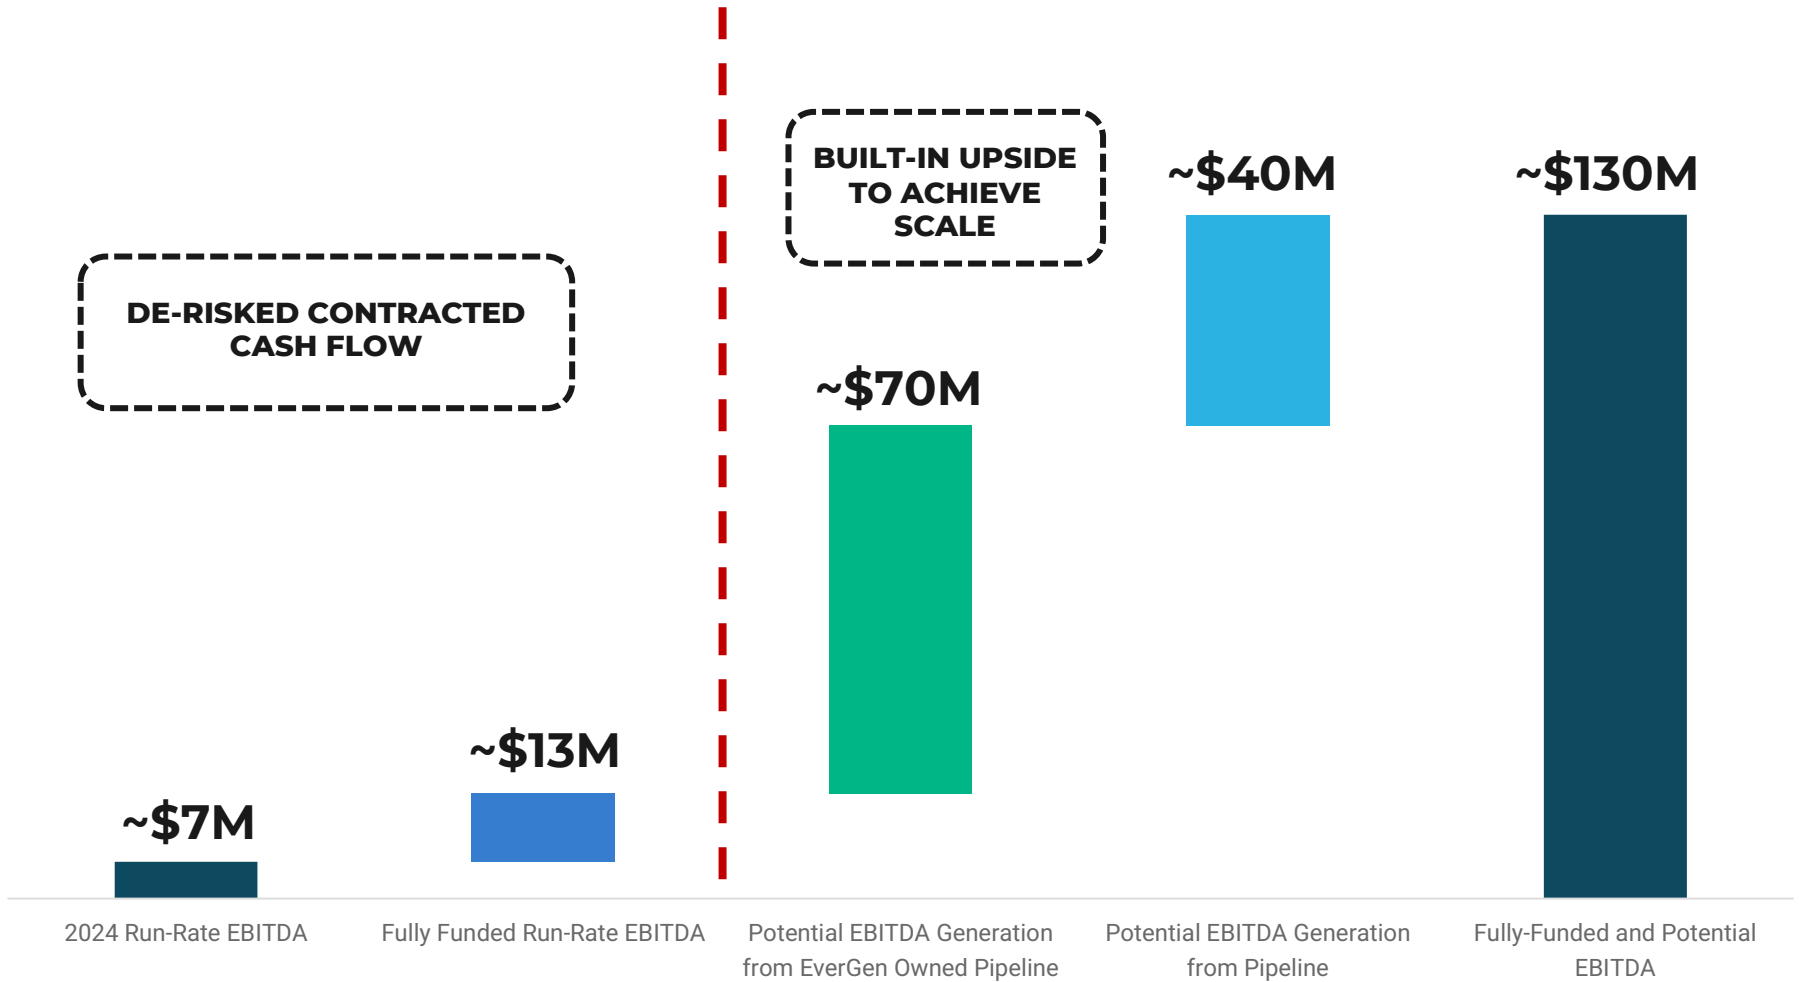 DE-RISKED CONTRACTED
CASH FLOW
BUILT-IN UPSIDE
TO ACHIEVE
SCALE
~$7M
~$13M
~$70M
~$40M
~$130M
2024 Run-Rate EBITDA
Fully Funded Run-Rate EBITDA
Potential EBITDA Generation
from EverGen Owned Pipeline
Potential EBITDA Generation
from Pipeline
Fully-Funded and Potential
EBITDA